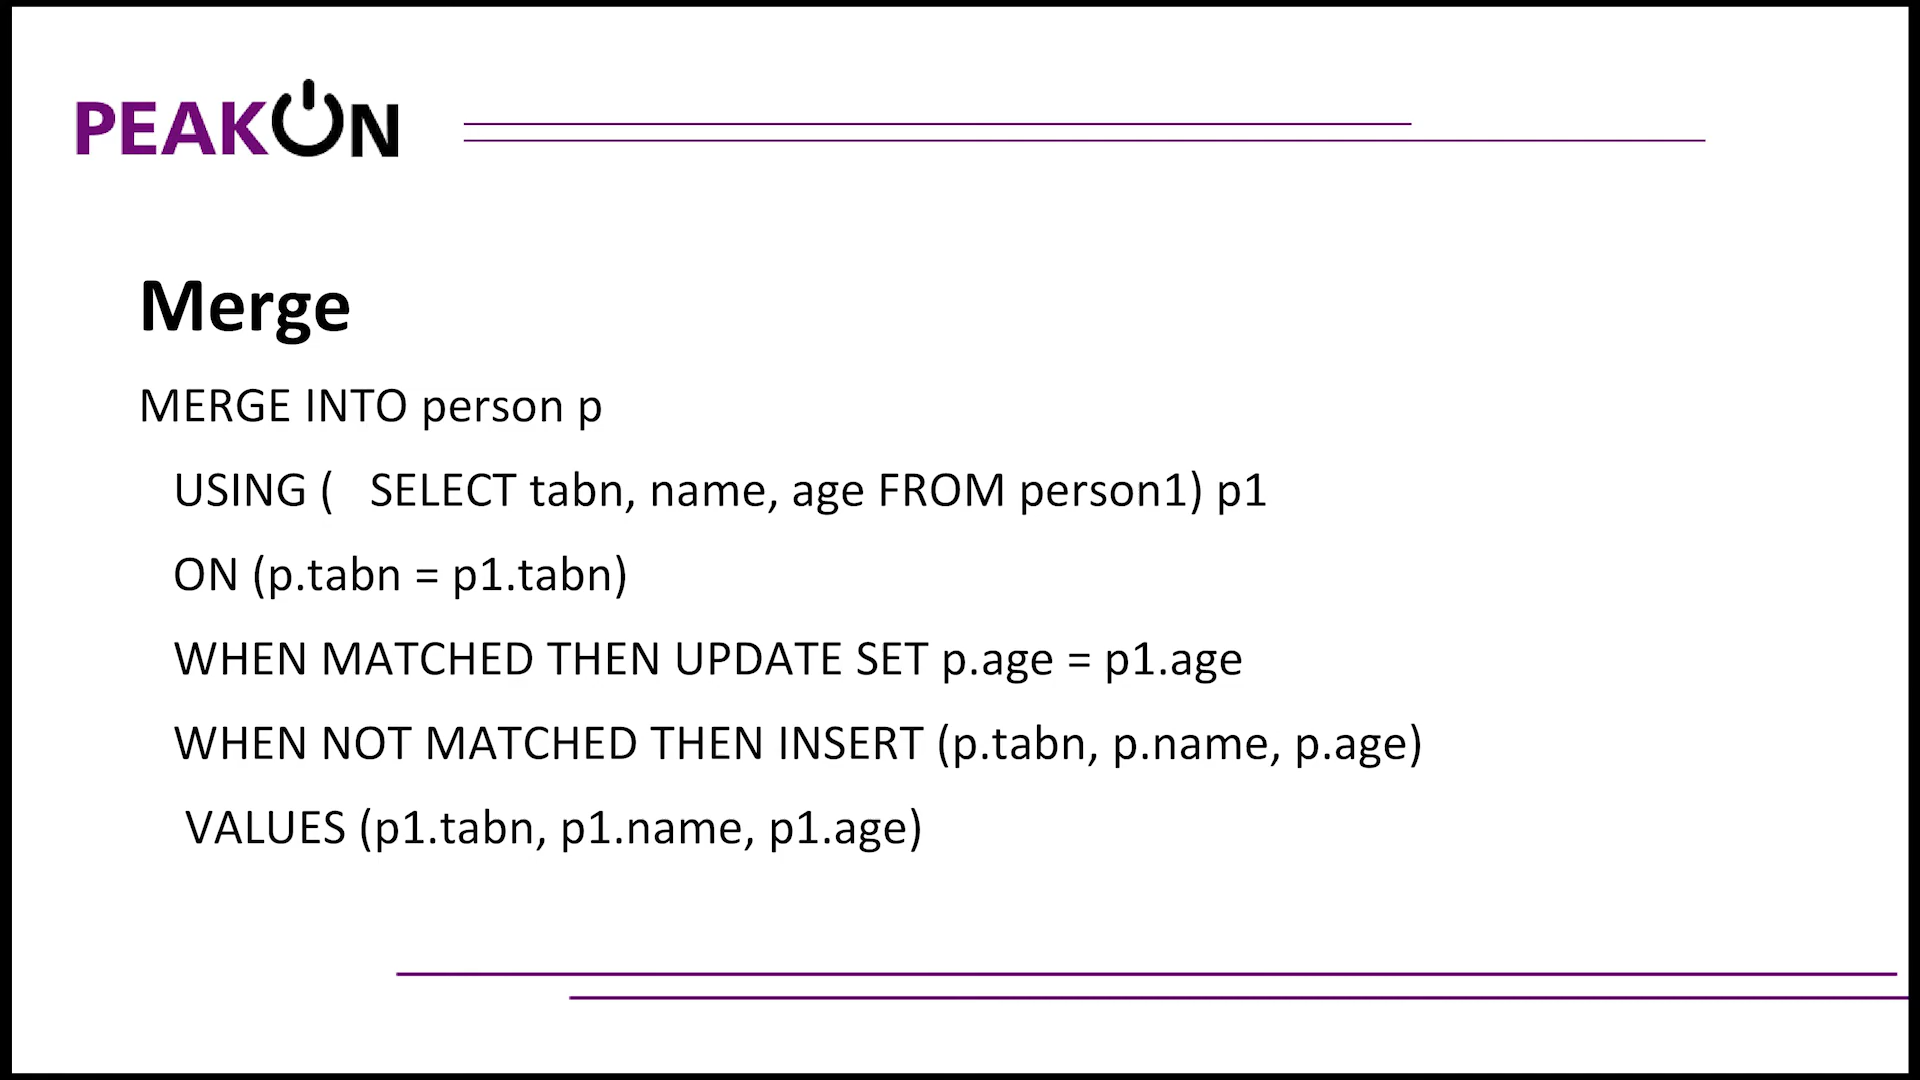 PEAKON
Merge
MERGE INTO person p
USING ( SELECT tabn, name, age FROM person1) p1
ON (p.tabn = p1.tabn)
WHEN MATCHED THEN UPDATE SET p.age = p1.age
WHEN NOT MATCHED THEN INSERT (p.tabn, p.name, p.age)
VALUES (p1.tabn, p1.name, p1.age)